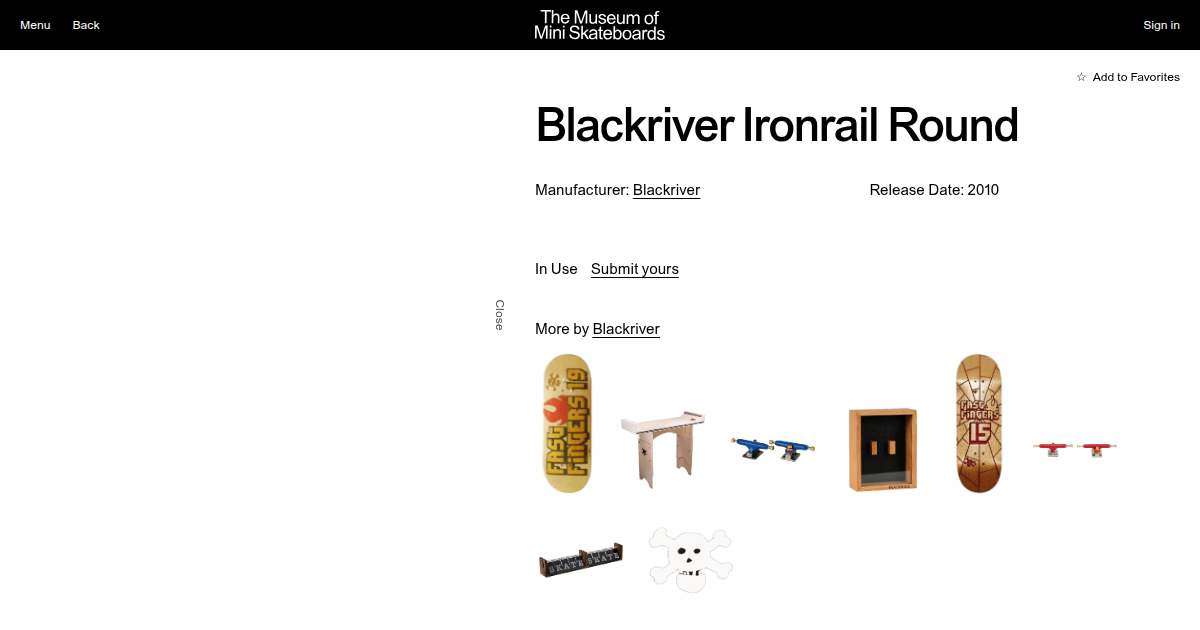 Menu
Back
The Museum of
Mini Skateboards
Sign in
☆ Add to Favorites
Blackriver Ironrail Round
Manufacturer: Blackriver
Release Date: 2010
In Use
Submit yours
Close
More by Blackriver
FAST FINGERS 19
FAST
FINGERS
15
SKATE SKATE